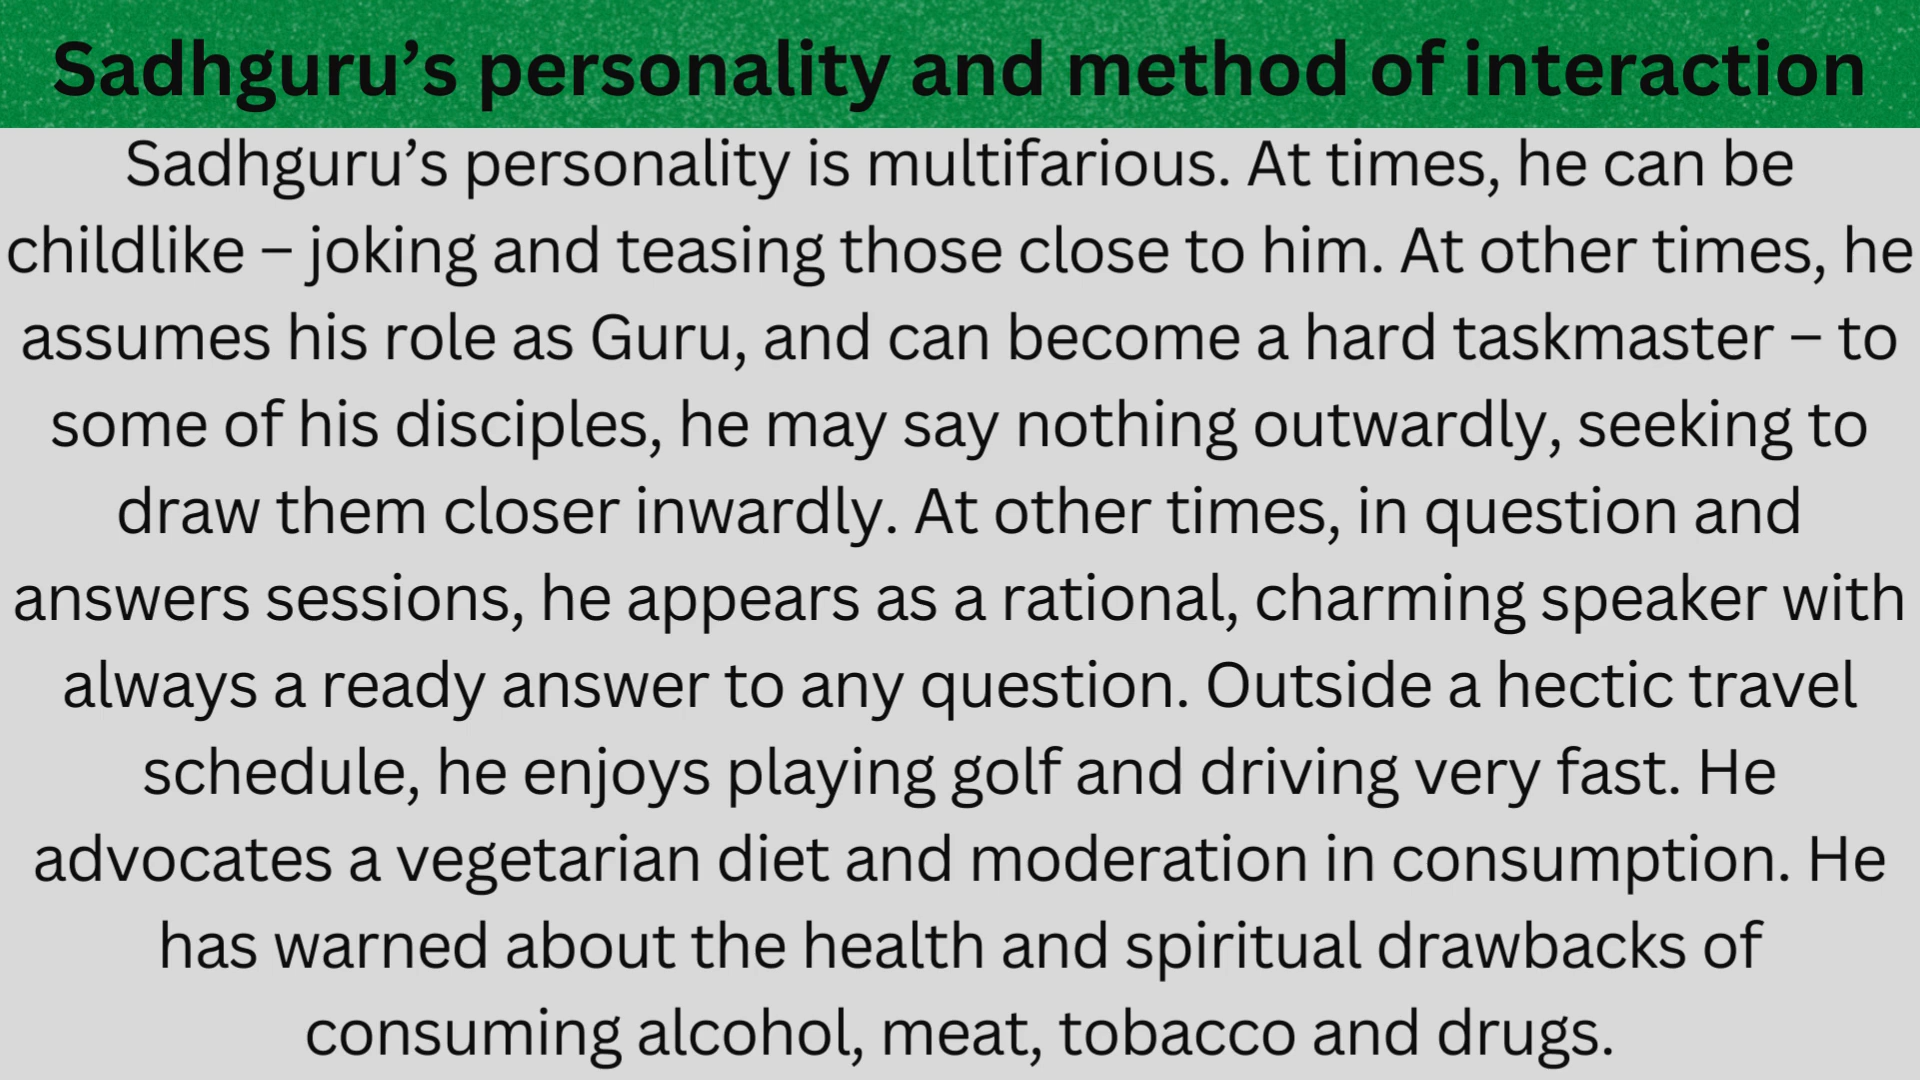 Sadhguru’s personality and method of interaction
Sadhguru’s personality is multifarious. At times, he can be
childlike – joking and teasing those close to him. At other times, he
assumes his role as Guru, and can become a hard taskmaster – to
some of his disciples, he may say nothing outwardly, seeking to
draw them closer inwardly. At other times, in question and
answers sessions, he appears as a rational, charming speaker with
always a ready answer to any question. Outside a hectic travel
schedule, he enjoys playing golf and driving very fast. He
advocates a vegetarian diet and moderation in consumption. He
has warned about the health and spiritual drawbacks of
consuming alcohol, meat, tobacco and drugs.